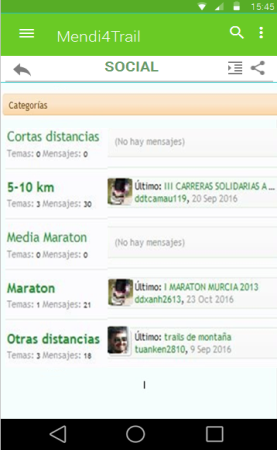 15:45
Mendi4Trail
SOCIAL
Categorías
Cortas distancias
Temas: 0 Mensajes: 0
(No hay mensajes)
5-10 km
Temas: 3 Mensajes: 30
Último: III CARRERAS SOLIDARIAS A ...
ddtcamau119, 20 Sep 2016
Media Maraton
Temas: 0 Mensajes: 0
(No hay mensajes)
Maraton
Temas: 1 Mensajes: 21
Último: I MARATON MURCIA 2013
ddxanh2613, 23 Oct 2016
Otras distancias
Temas: 3 Mensajes: 18
Último: trails de montaña
tuanken2810, 9 Sep 2016
I